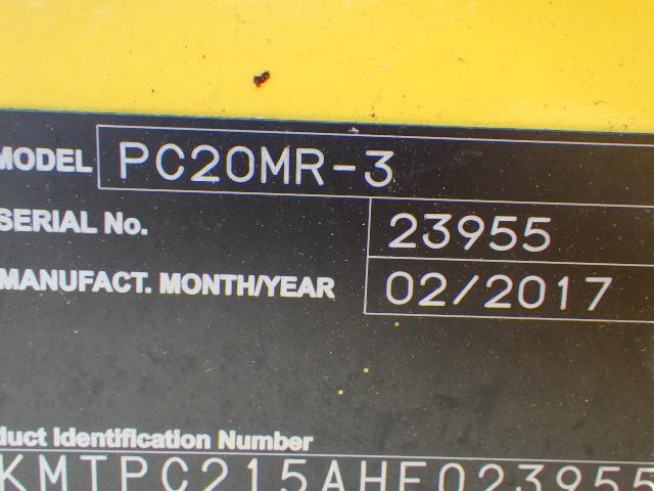 MODEL PC20MR-3
SERIAL No. 23955
MANUFACT. MONTH/YEAR 02/2017
duct Identification Number
KMTPC215AHF023955